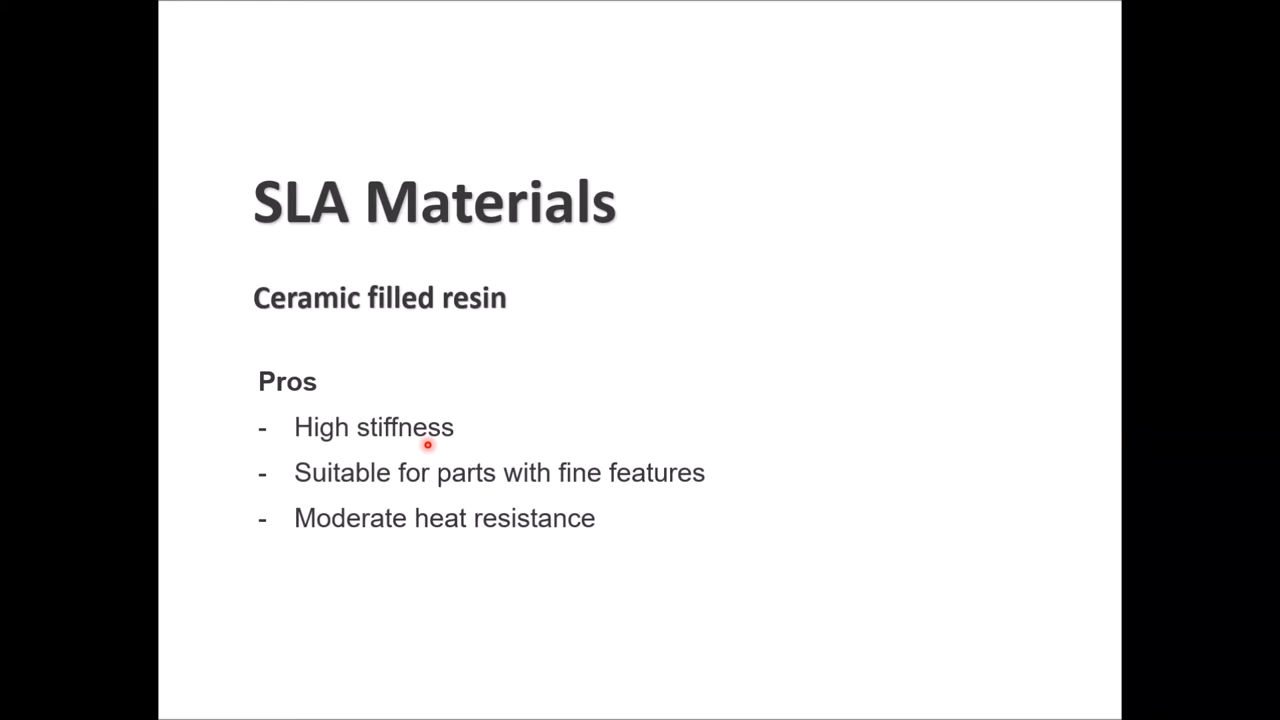 SLA Materials
Ceramic filled resin
Pros
- High stiffness
- Suitable for parts with fine features
- Moderate heat resistance